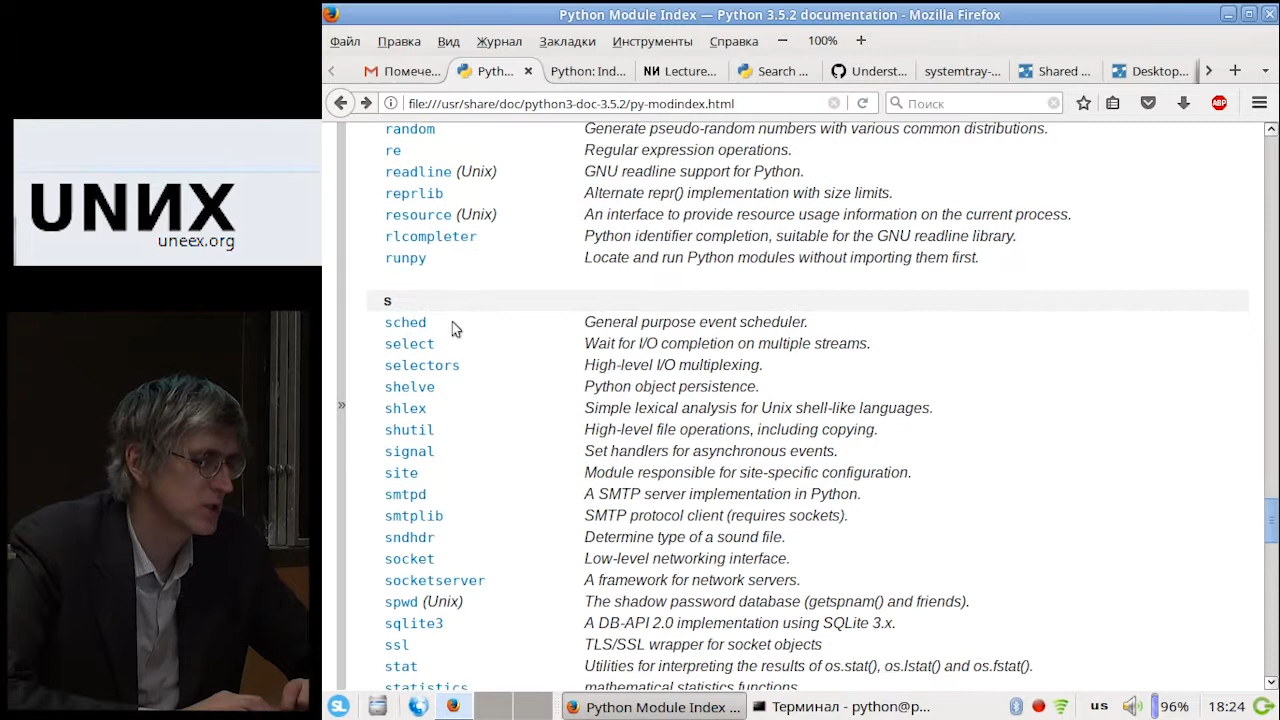 Python Module Index — Python 3.5.2 documentation - Mozilla Firefox
Файл Правка Вид Журнал Закладки Инструменты Справка 100%
Помече... Pyth... Python: Ind... NИ Lecture... Search ... Underst... systemtray-... Shared ... Desktop...
file:///usr/share/doc/python3-doc-3.5.2/py-modindex.html Поиск ABP
random Generate pseudo-random numbers with various common distributions.
re Regular expression operations.
readline (Unix) GNU readline support for Python.
reprlib Alternate repr() implementation with size limits.
resource (Unix) An interface to provide resource usage information on the current process.
rlcompleter Python identifier completion, suitable for the GNU readline library.
runpy Locate and run Python modules without importing them first.
s
sched General purpose event scheduler.
select Wait for I/O completion on multiple streams.
selectors High-level I/O multiplexing.
shelve Python object persistence.
shlex Simple lexical analysis for Unix shell-like languages.
shutil High-level file operations, including copying.
signal Set handlers for asynchronous events.
site Module responsible for site-specific configuration.
smtpd A SMTP server implementation in Python.
smtplib SMTP protocol client (requires sockets).
sndhdr Determine type of a sound file.
socket Low-level networking interface.
socketserver A framework for network servers.
spwd (Unix) The shadow password database (getspnam() and friends).
sqlite3 A DB-API 2.0 implementation using SQLite 3.x.
ssl TLS/SSL wrapper for socket objects
stat Utilities for interpreting the results of os.stat(), os.lstat() and os.fstat().
statistics mathematical statistics functions
SL Python Module Index ... Терминал - python@p... us 96% 18:24
UNИX
uneex.org